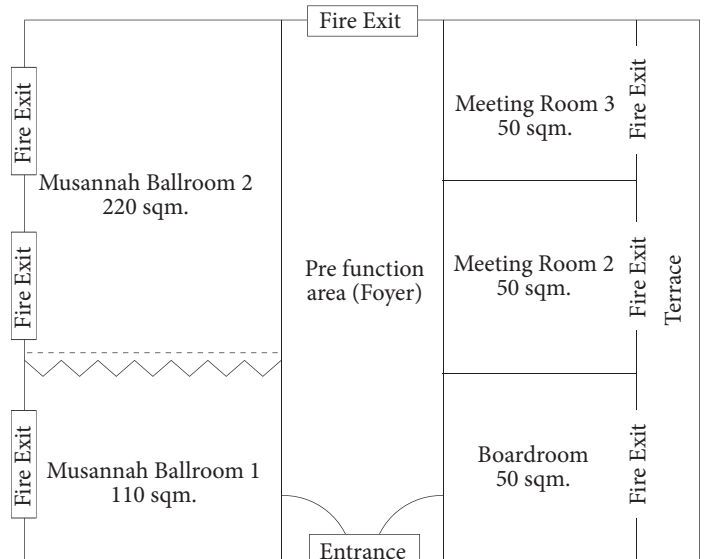 Fire Exit
Fire Exit
Meeting Room 3
50 sqm.
Fire Exit
Musannah Ballroom 2
220 sqm.
Fire Exit
Pre function
area (Foyer)
Meeting Room 2
50 sqm.
Fire Exit
Terrace
Fire Exit
Musannah Ballroom 1
110 sqm.
Boardroom
50 sqm.
Fire Exit
Entrance